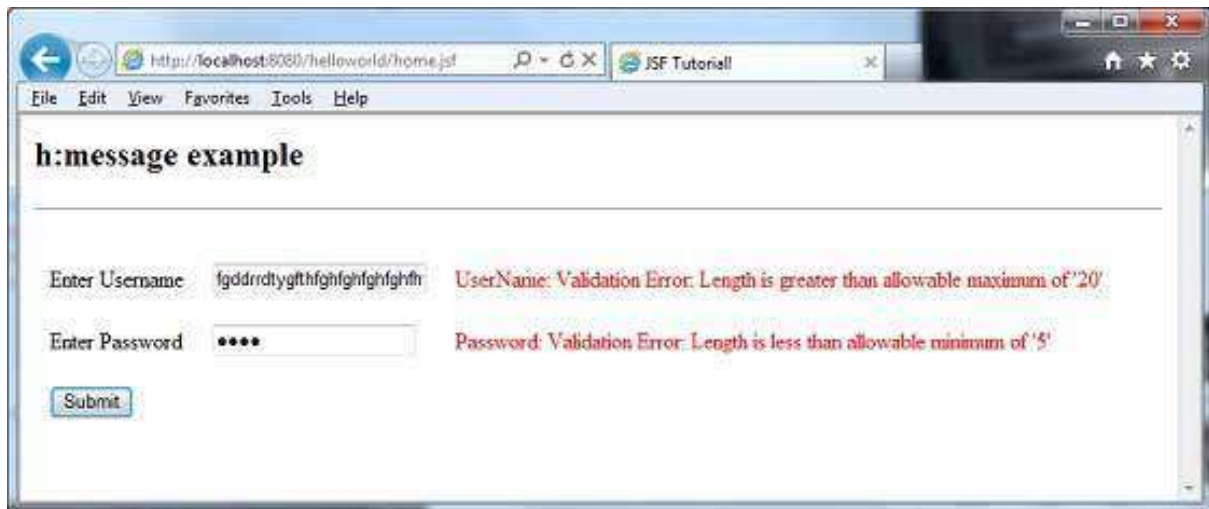 http://localhost:8080/helloworld/home.jsf
JSF Tutorial!
File Edit View Favorites Tools Help
h:message example
Enter Username fgddrrdtygfthfghfghfghfghfhr UserName: Validation Error: Length is greater than allowable maximum of '20'
Enter Password Password: Validation Error: Length is less than allowable minimum of '5'
Submit